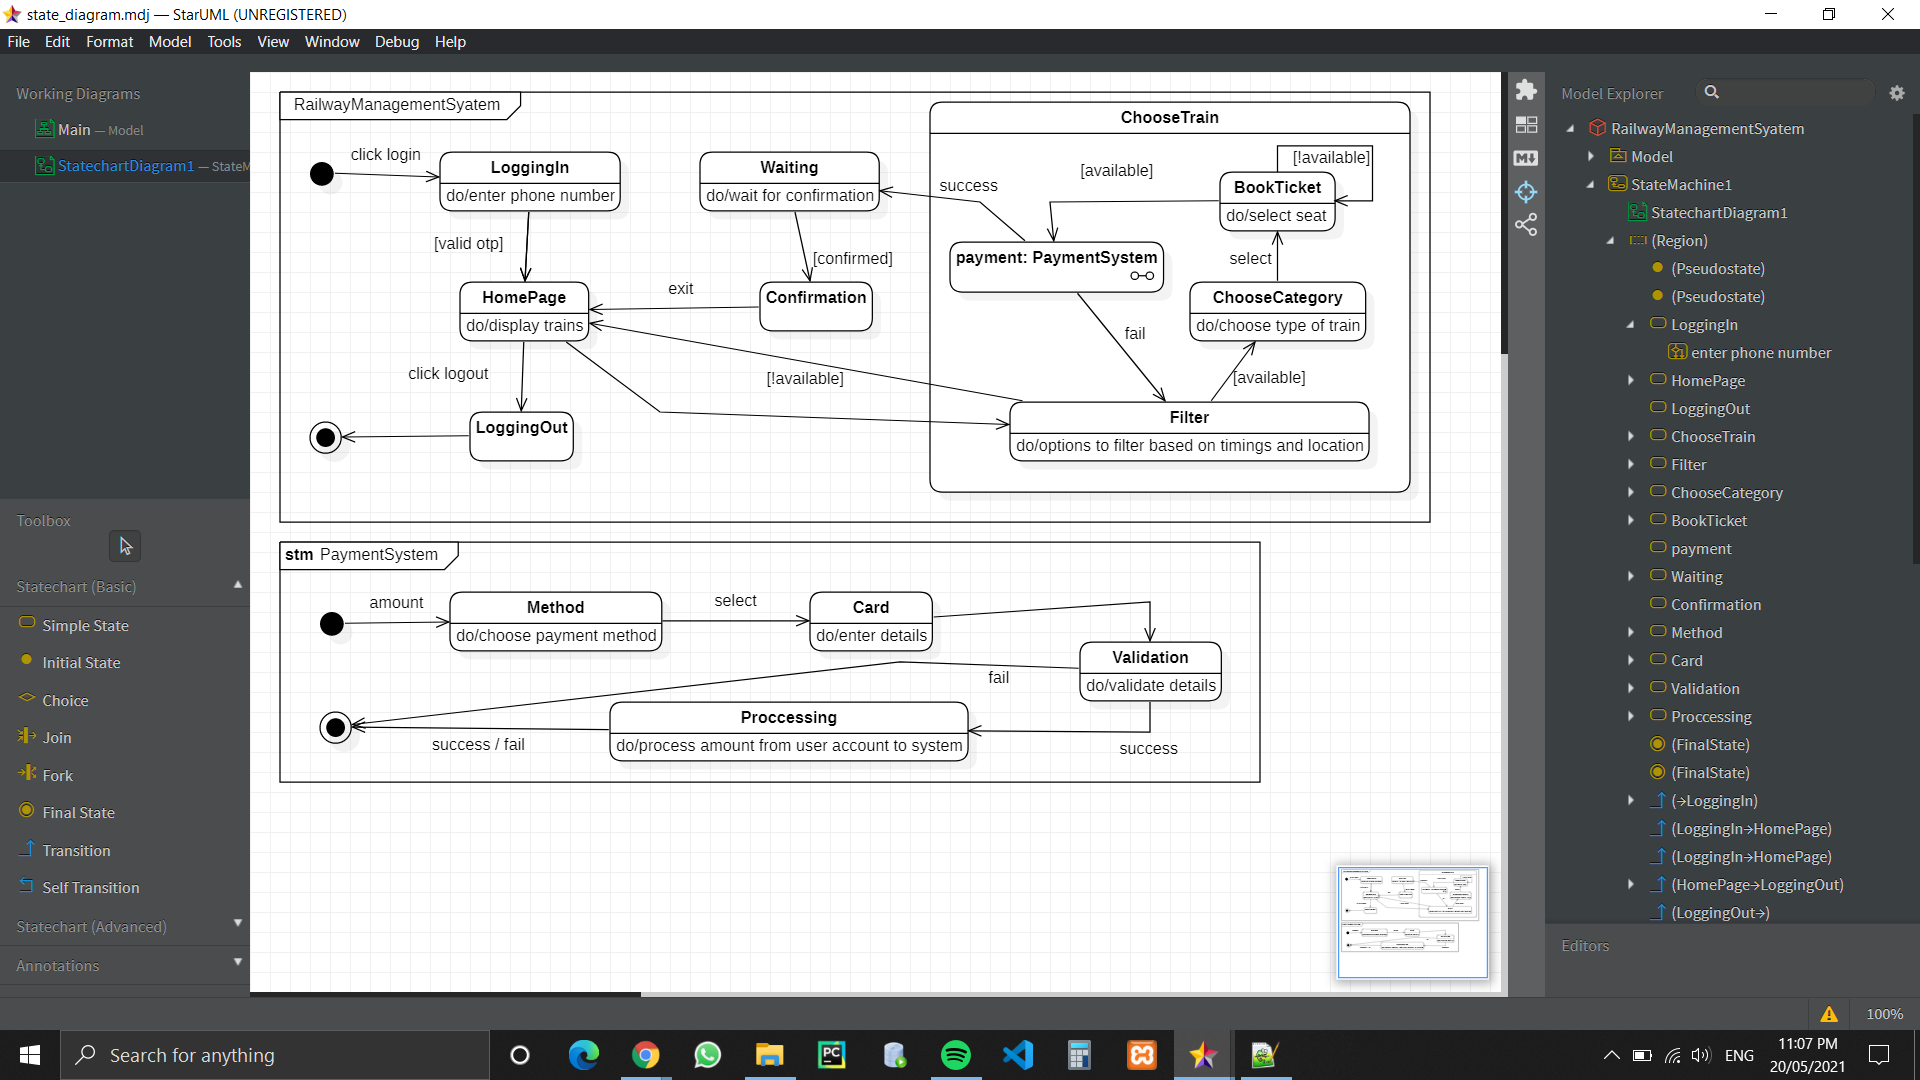 state_diagram.mdj — StarUML (UNREGISTERED)
File Edit Format Model Tools View Window Debug Help
Working Diagrams
Main — Model
StatechartDiagram1 — StateM
Toolbox
Statechart (Basic)
Simple State
Initial State
Choice
Join
Fork
Final State
Transition
Self Transition
Statechart (Advanced)
Annotations
RailwayManagementSyatem
click login
LoggingIn
do/enter phone number
[valid otp]
HomePage
do/display trains
click logout
LoggingOut
Waiting
do/wait for confirmation
[confirmed]
Confirmation
exit
[!available]
success
ChooseTrain
[available]
[!available]
BookTicket
do/select seat
payment: PaymentSystem
select
ChooseCategory
do/choose type of train
fail
[available]
Filter
do/options to filter based on timings and location
stm PaymentSystem
amount
Method
do/choose payment method
select
Card
do/enter details
Validation
do/validate details
fail
success
Proccessing
do/process amount from user account to system
success / fail
Model Explorer
RailwayManagementSyatem
Model
StateMachine1
StatechartDiagram1
(Region)
(Pseudostate)
(Pseudostate)
LoggingIn
enter phone number
HomePage
LoggingOut
ChooseTrain
Filter
ChooseCategory
BookTicket
payment
Waiting
Confirmation
Method
Card
Validation
Proccessing
(FinalState)
(FinalState)
(→LoggingIn)
(LoggingIn→HomePage)
(LoggingIn→HomePage)
(HomePage→LoggingOut)
(LoggingOut→)
Editors
100%
Search for anything
ENG
11:07 PM
20/05/2021